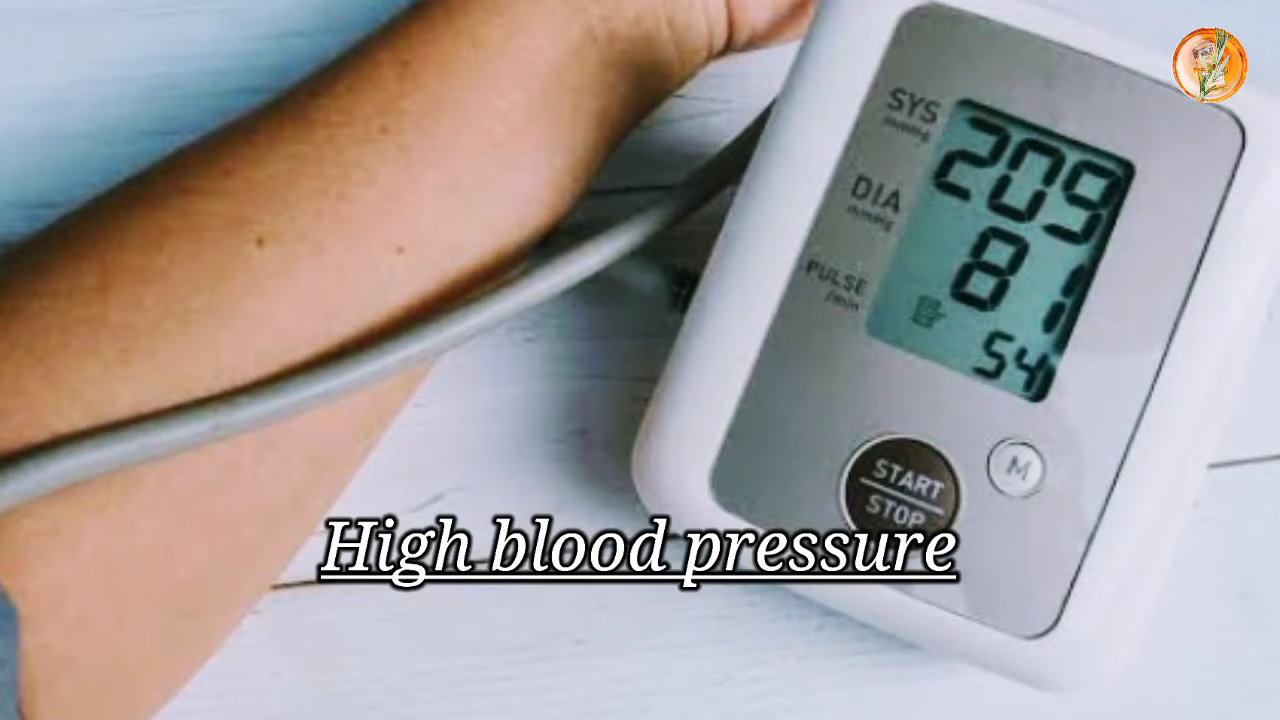 SYS
mmHg
209
DIA
mmHg
81
PULSE
/min
54
M
START
STOP
High blood pressure